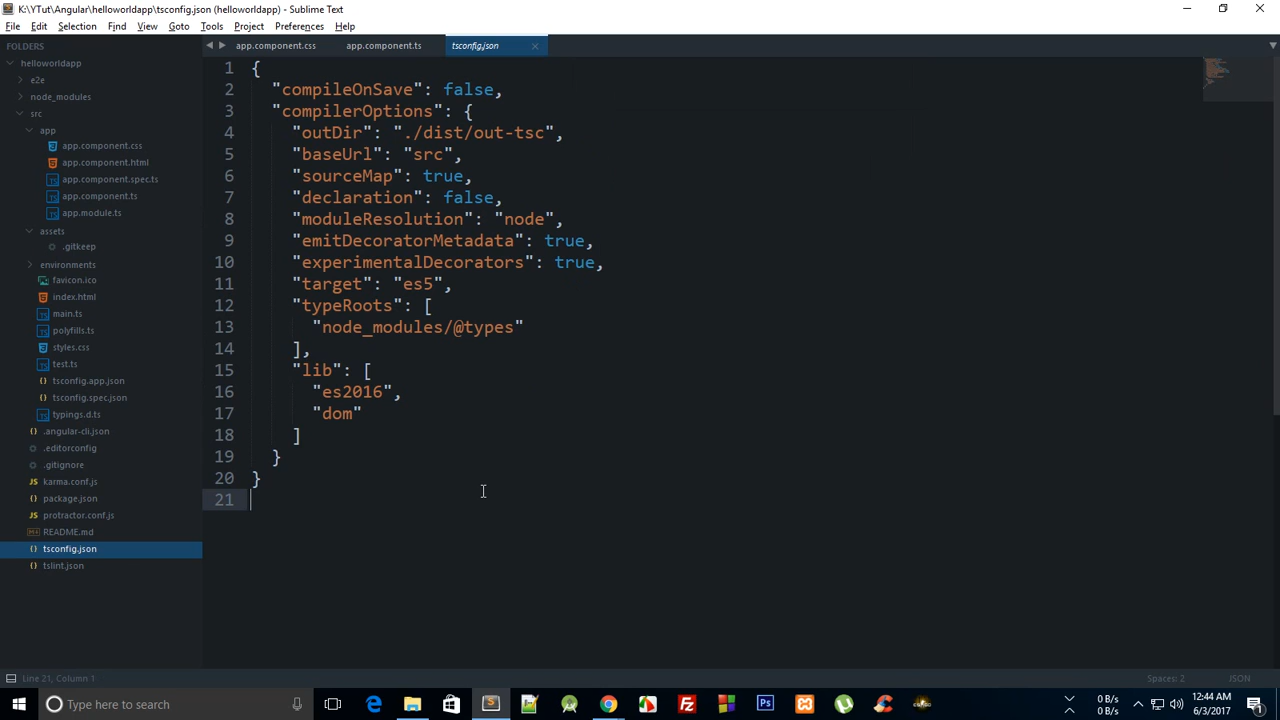 K:\YTut\Angular\helloworldapp\tsconfig.json (helloworldapp) - Sublime Text
File Edit Selection Find View Goto Tools Project Preferences Help
FOLDERS
helloworldapp
e2e
node_modules
src
app
app.component.css
app.component.html
app.component.spec.ts
app.component.ts
app.module.ts
assets
.gitkeep
environments
favicon.ico
index.html
main.ts
polyfills.ts
styles.css
test.ts
tsconfig.app.json
tsconfig.spec.json
typings.d.ts
.angular-cli.json
.editorconfig
.gitignore
karma.conf.js
package.json
protractor.conf.js
README.md
tsconfig.json
tslint.json
app.component.css app.component.ts tsconfig.json
1 {
2 "compileOnSave": false,
3 "compilerOptions": {
4 "outDir": "./dist/out-tsc",
5 "baseUrl": "src",
6 "sourceMap": true,
7 "declaration": false,
8 "moduleResolution": "node",
9 "emitDecoratorMetadata": true,
10 "experimentalDecorators": true,
11 "target": "es5",
12 "typeRoots": [
13 "node_modules/@types"
14 ],
15 "lib": [
16 "es2016",
17 "dom"
18 ]
19 }
20 }
21
Line 21, Column 1 Spaces: 2 JSON
Type here to search
0 B/s
0 B/s
12:44 AM
6/3/2017